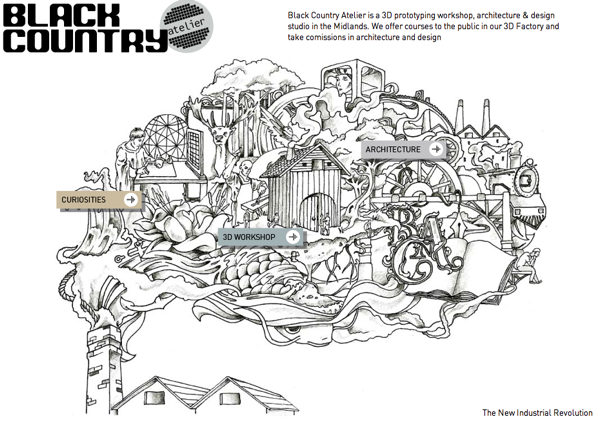 BLACK
COUNTRY
atelier
Black Country Atelier is a 3D prototyping workshop, architecture & design
studio in the Midlands. We offer courses to the public in our 3D Factory and
take comissions in architecture and design
ARCHITECTURE
CURIOSITIES
3D WORKSHOP
BAC
The New Industrial Revolution